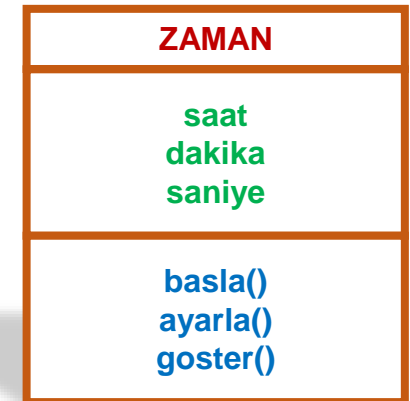 ZAMAN
saat
dakika
saniye
basla()
ayarla()
goster()